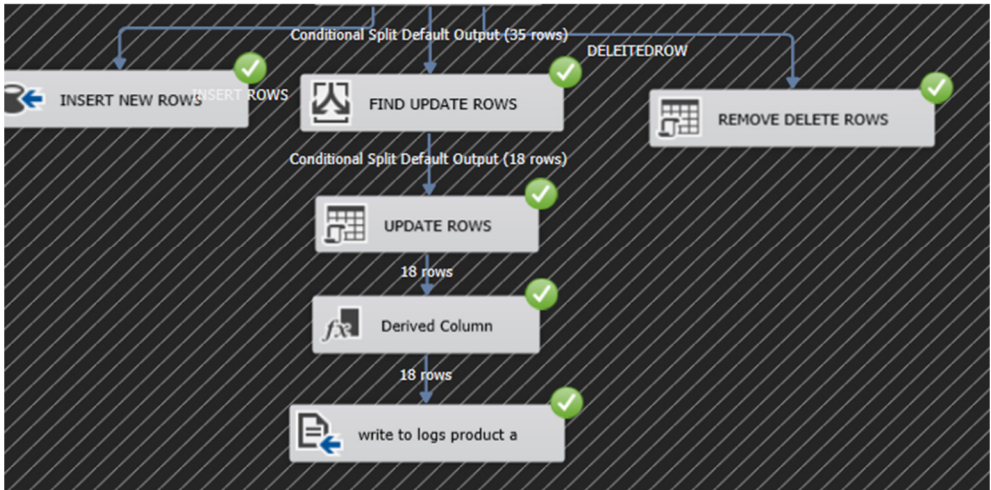 Conditional Split Default Output (35 rows)
DELEITEDROW
INSERT NEW ROWS
INSERT ROWS
FIND UPDATE ROWS
REMOVE DELETE ROWS
Conditional Split Default Output (18 rows)
UPDATE ROWS
18 rows
fx
Derived Column
18 rows
write to logs product a